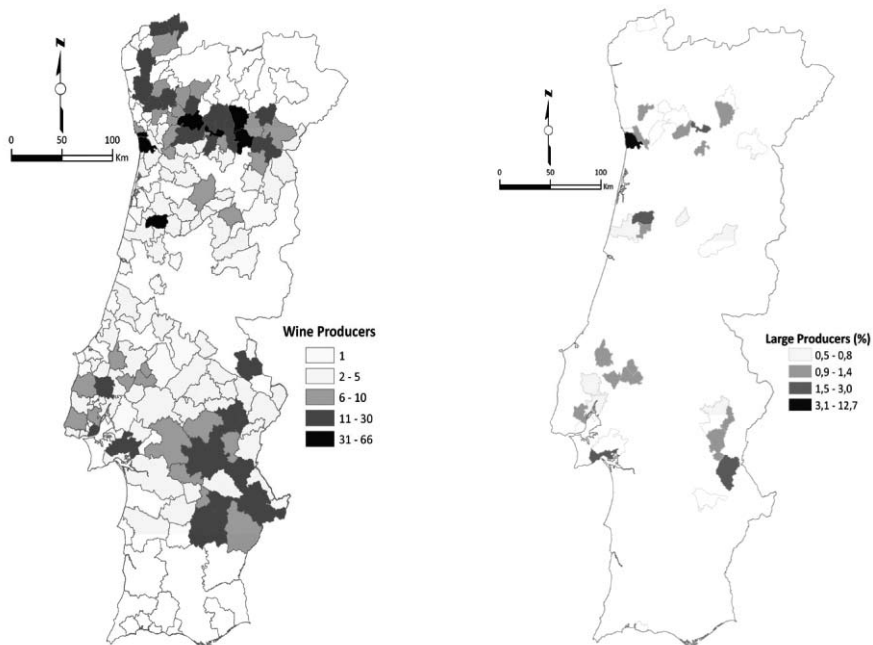 N
0 50 100
Km
Wine Producers
1
2 - 5
6 - 10
11 - 30
31 - 66
N
0 50 100
Km
Large Producers (%)
0,5 - 0,8
0,9 - 1,4
1,5 - 3,0
3,1 - 12,7